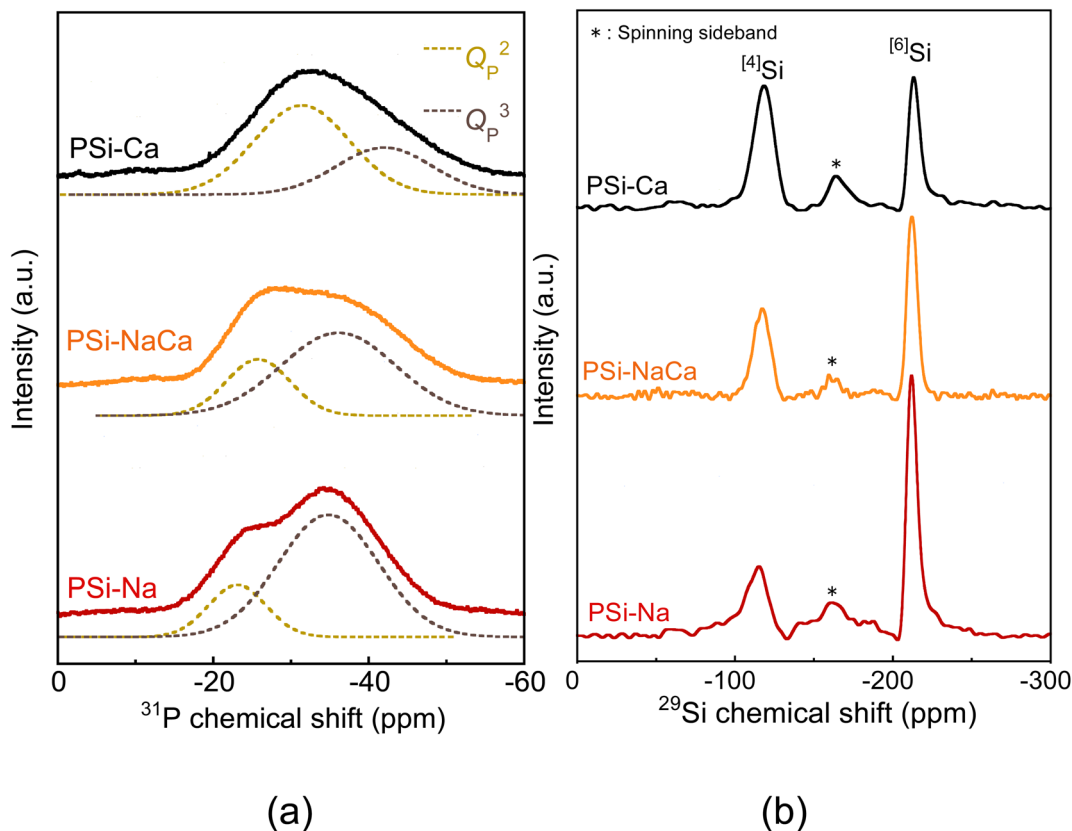 Q_P^2
Q_P^3
PSi-Ca
PSi-NaCa
PSi-Na
Intensity (a.u.)
0 -20 -40 -60
^31P chemical shift (ppm)
(a)
* : Spinning sideband
^[4]Si
^[6]Si
*
PSi-Ca
*
PSi-NaCa
*
PSi-Na
Intensity (a.u.)
0 -100 -200 -300
^29Si chemical shift (ppm)
(b)